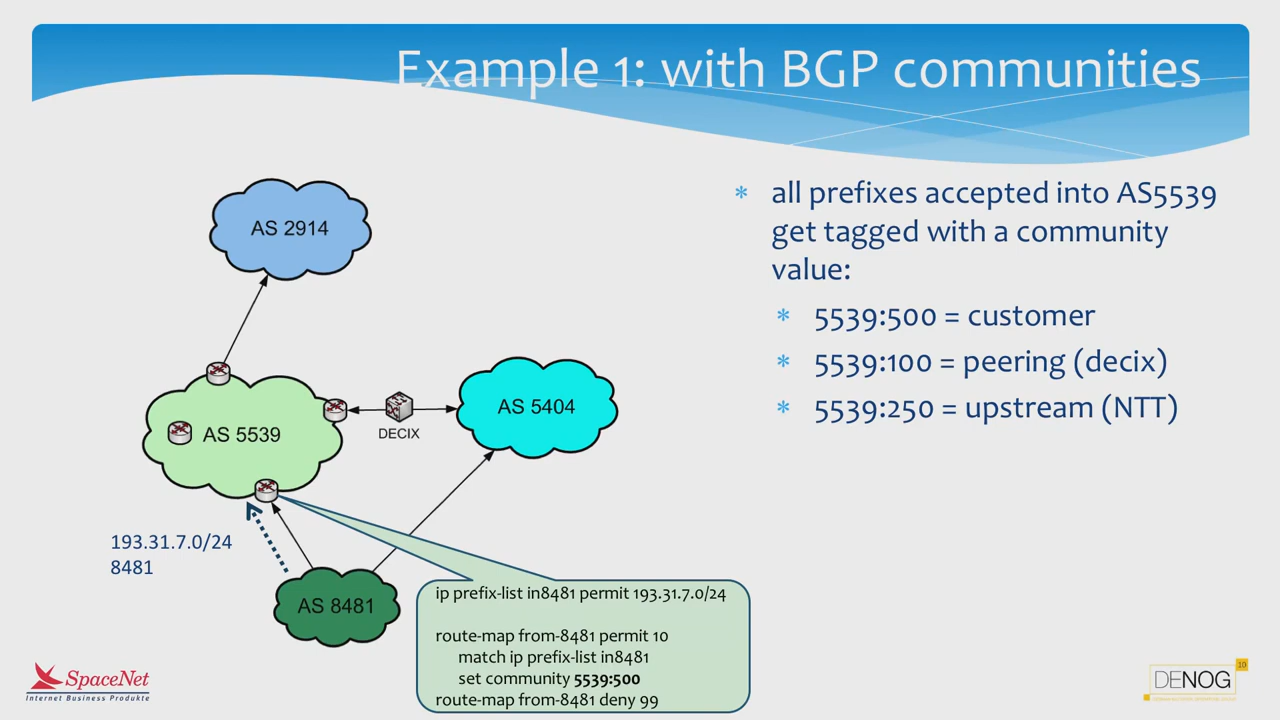 Example 1: with BGP communities
all prefixes accepted into AS5539
get tagged with a community
value:
5539:500 = customer
5539:100 = peering (decix)
5539:250 = upstream (NTT)
AS 2914
AS 5539
DECIX
AS 5404
193.31.7.0/24
8481
AS 8481
ip prefix-list in8481 permit 193.31.7.0/24
route-map from-8481 permit 10
match ip prefix-list in8481
set community 5539:500
route-map from-8481 deny 99
SpaceNet
Internet Business Produkte
DENOG
10